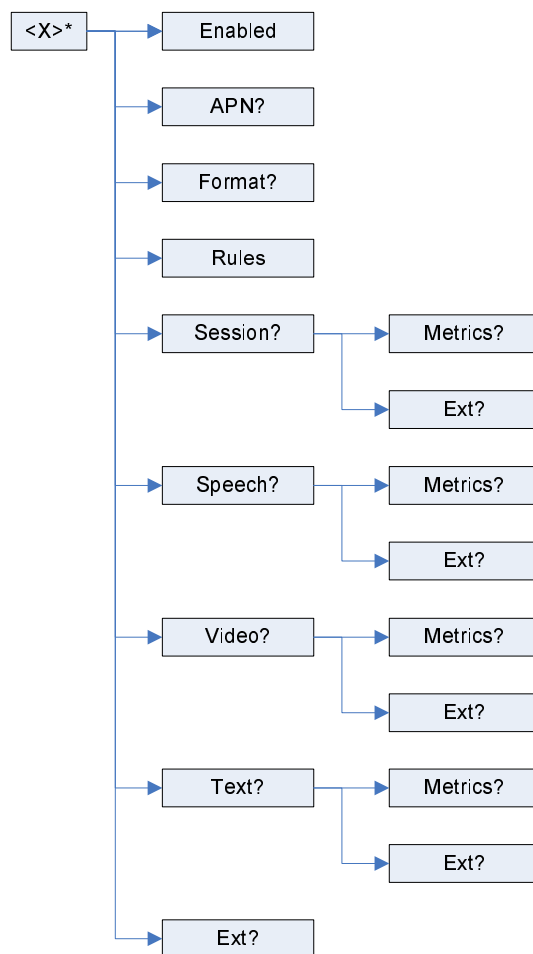 <X>*
Enabled
APN?
Format?
Rules
Session?
Metrics?
Ext?
Speech?
Metrics?
Ext?
Video?
Metrics?
Ext?
Text?
Metrics?
Ext?
Ext?